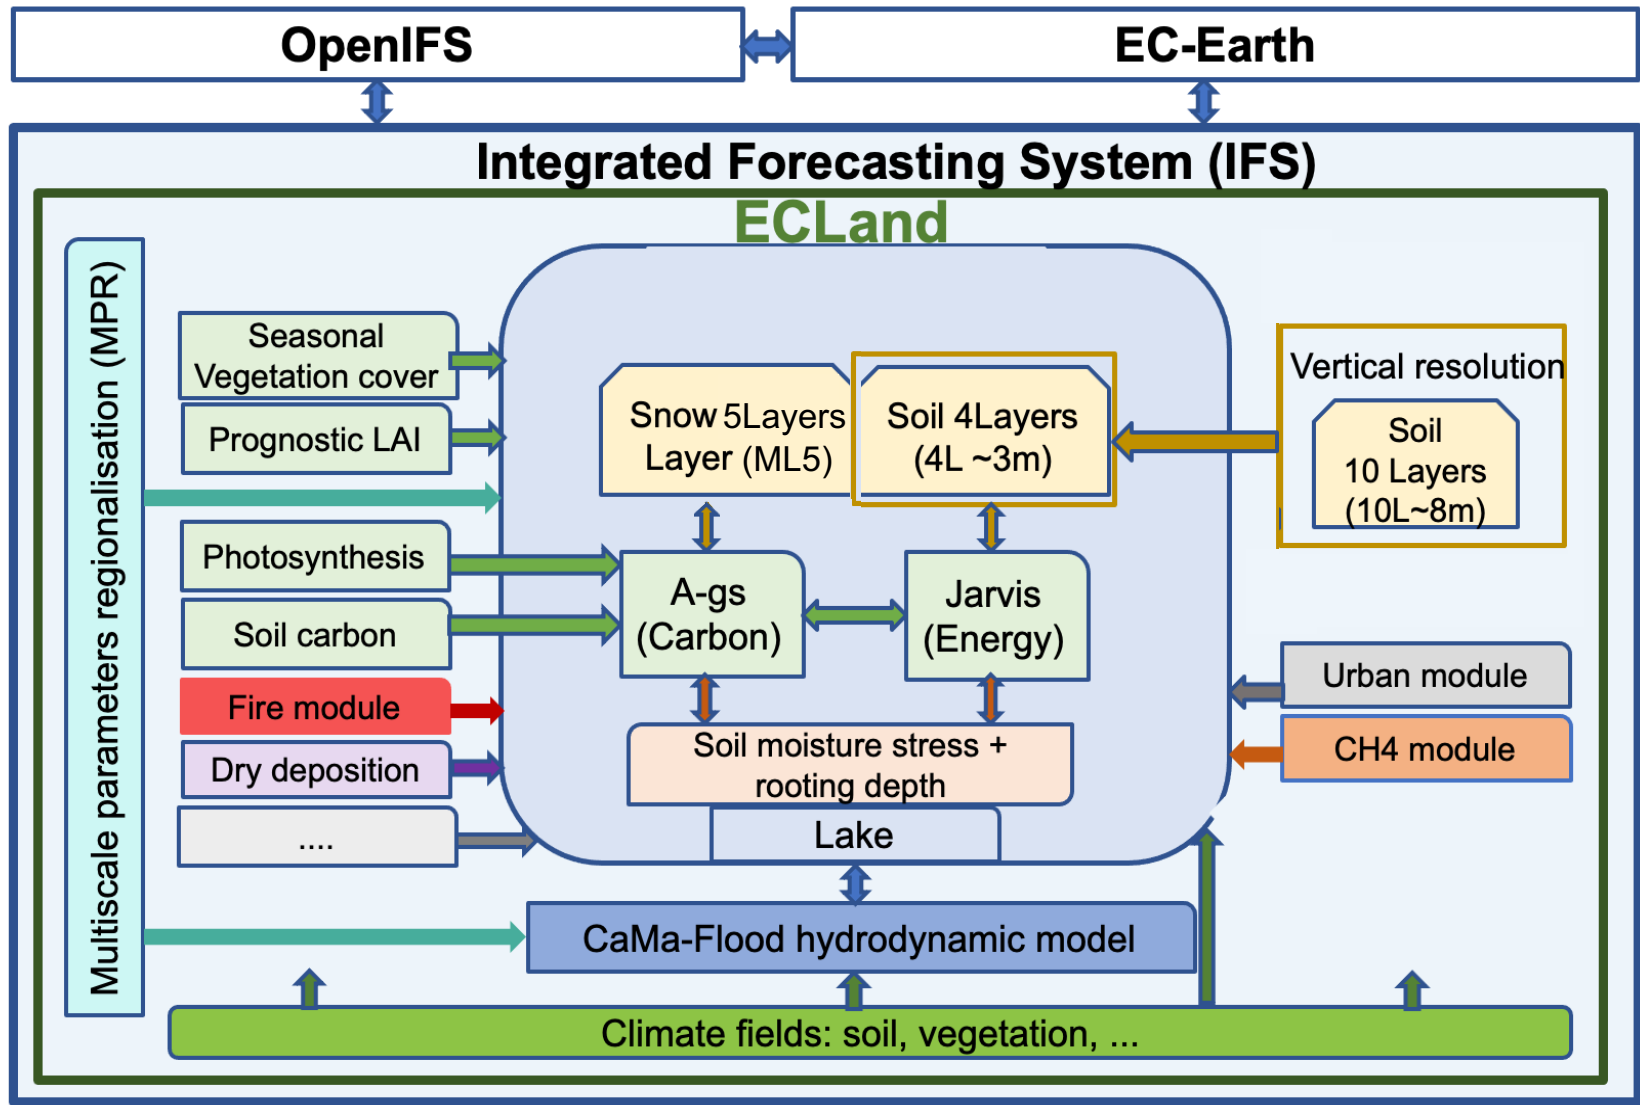 OpenIFS
EC-Earth
Integrated Forecasting System (IFS)
ECLand
Multiscale parameters regionalisation (MPR)
Seasonal
Vegetation cover
Prognostic LAI
Photosynthesis
Soil carbon
Fire module
Dry deposition
....
Snow 5Layers
Layer (ML5)
Soil 4Layers
(4L ~3m)
Vertical resolution
Soil
10 Layers
(10L~8m)
A-gs
(Carbon)
Jarvis
(Energy)
Urban module
CH4 module
Soil moisture stress +
rooting depth
Lake
CaMa-Flood hydrodynamic model
Climate fields: soil, vegetation, ...